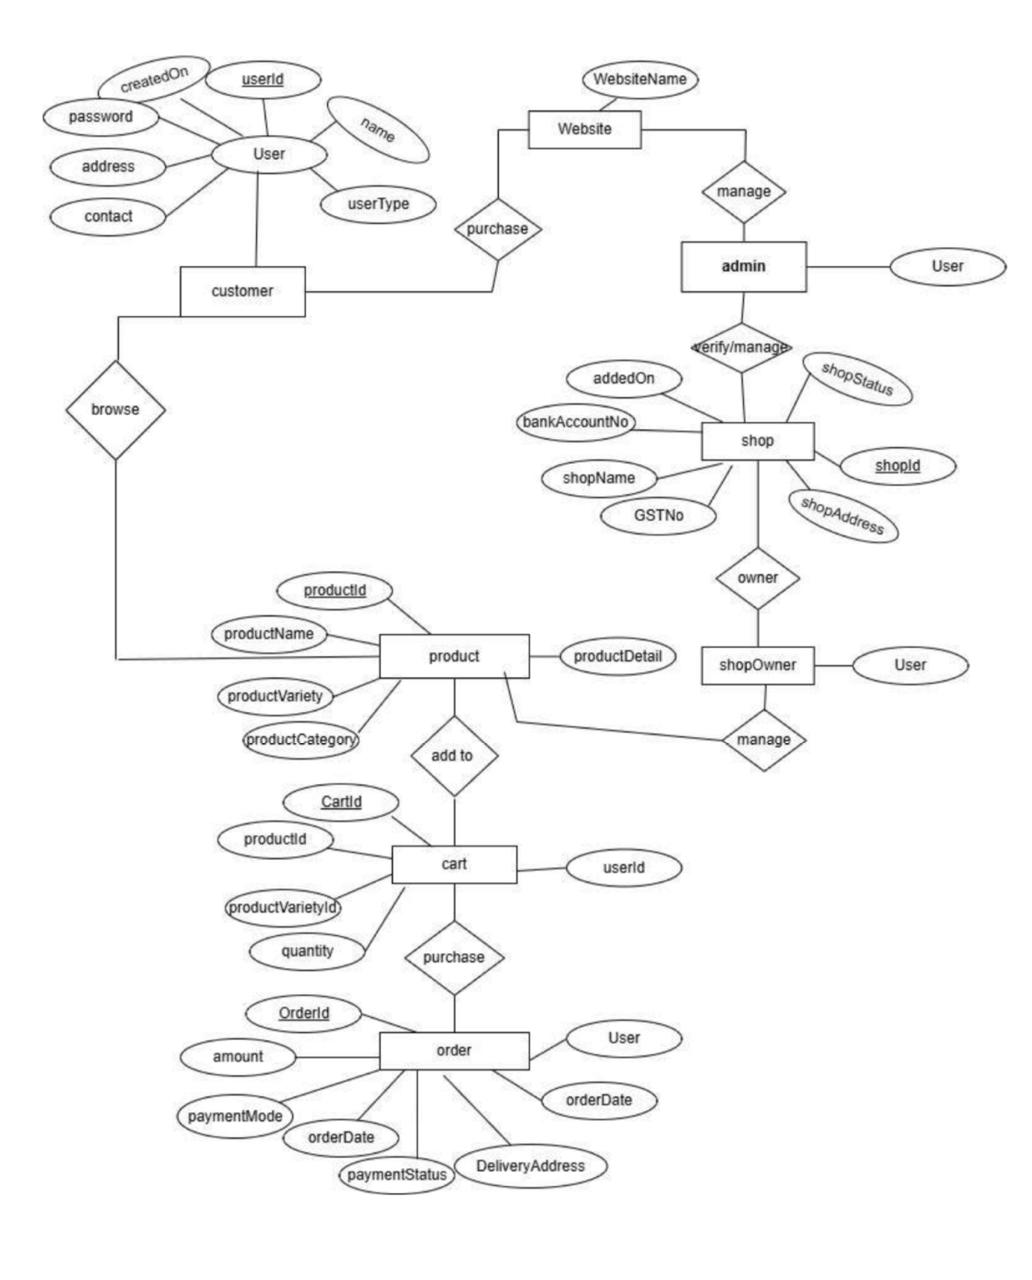 createdOn
userId
password
name
User
address
userType
contact
customer
WebsiteName
Website
manage
purchase
admin
User
verify/manage
browse
addedOn
shopStatus
bankAccountNo
shop
shopName
shopId
GSTNo
shopAddress
owner
productId
productName
product
productDetail
shopOwner
User
productVariety
productCategory
add to
manage
CartId
productId
cart
userId
productVarietyId
quantity
purchase
OrderId
User
order
amount
orderDate
paymentMode
orderDate
paymentStatus
DeliveryAddress